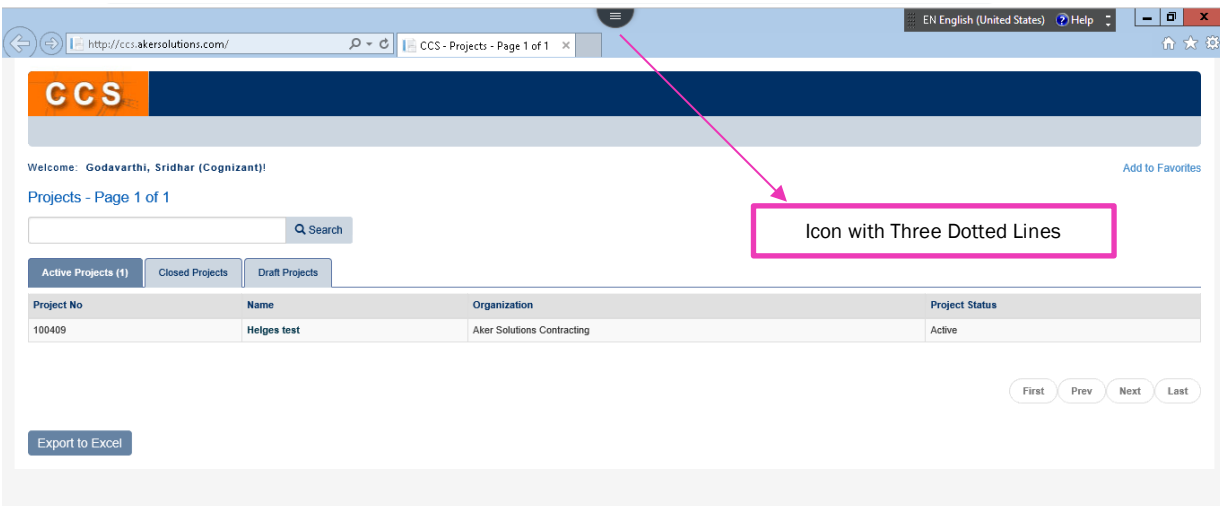 EN English (United States) Help
http://ccs.akersolutions.com/
CCS - Projects - Page 1 of 1
CCS
Welcome: Godavarthi, Sridhar (Cognizant)!
Add to Favorites
Projects - Page 1 of 1
Search
Icon with Three Dotted Lines
Active Projects (1) Closed Projects Draft Projects
Project No Name Organization Project Status
100409 Helges test Aker Solutions Contracting Active
First Prev Next Last
Export to Excel